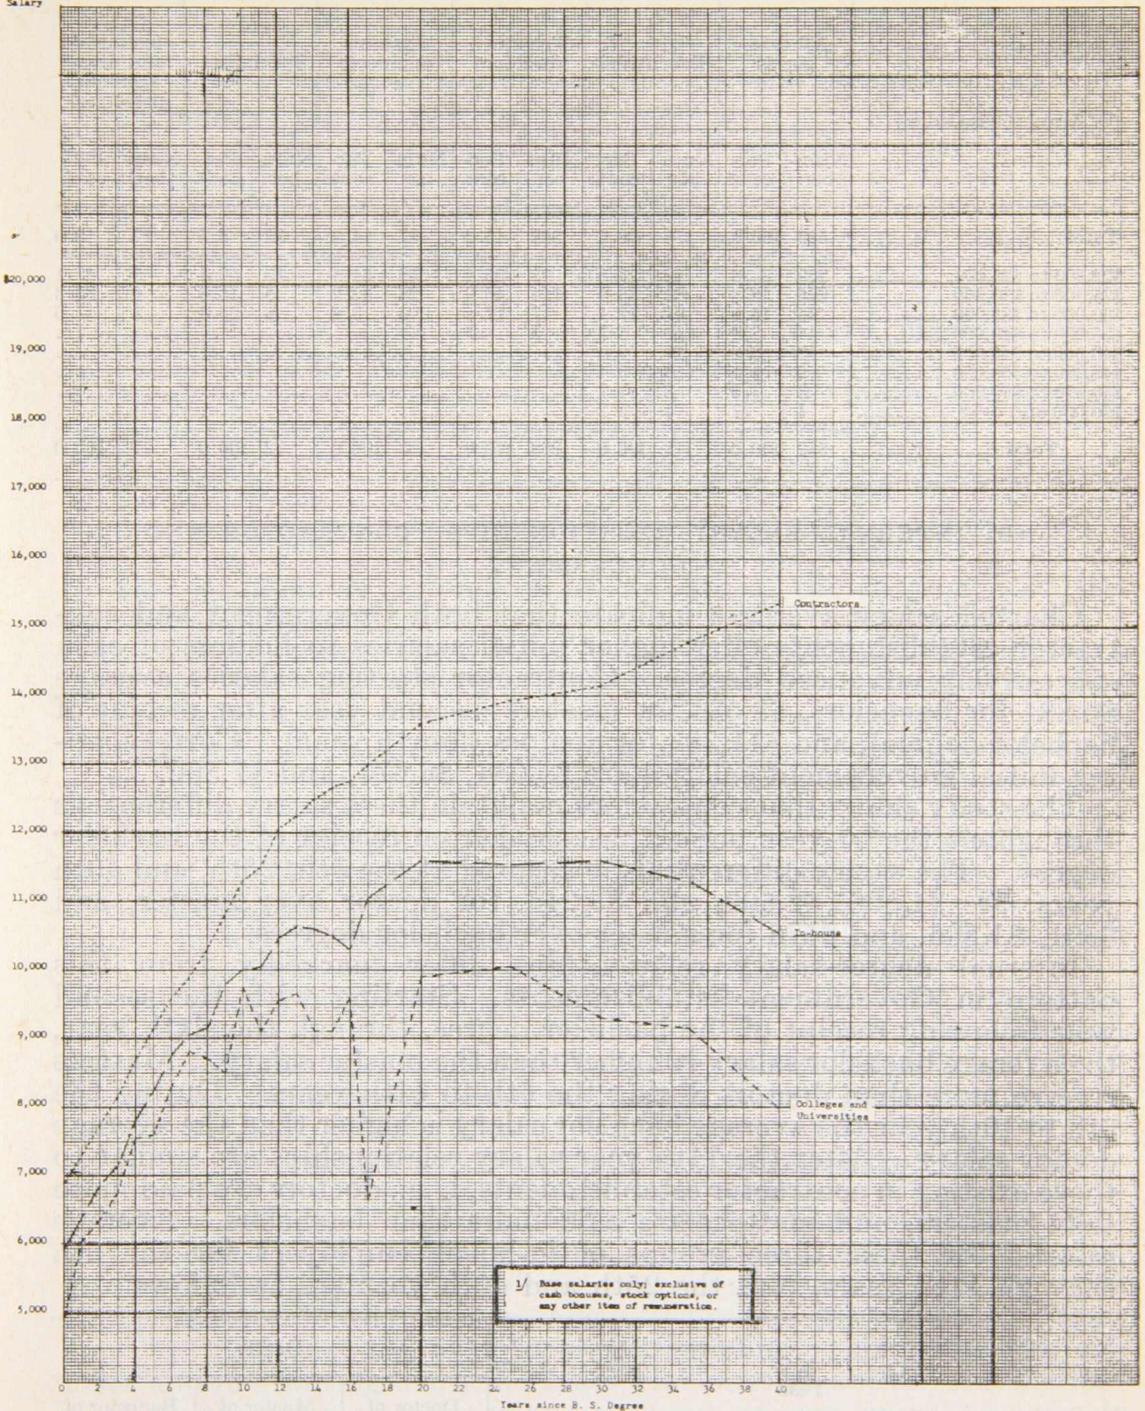 Salary
$20,000
19,000
18,000
17,000
16,000
15,000
14,000
13,000
12,000
11,000
10,000
9,000
8,000
7,000
6,000
5,000
Contractors
In-house
Colleges and
Universities
1/ Base salaries only; exclusive of
cash bonuses, stock options, or
any other item of remuneration.
0 2 4 6 8 10 12 14 16 18 20 22 24 26 28 30 32 34 36 38 40
Years since B. S. Degree